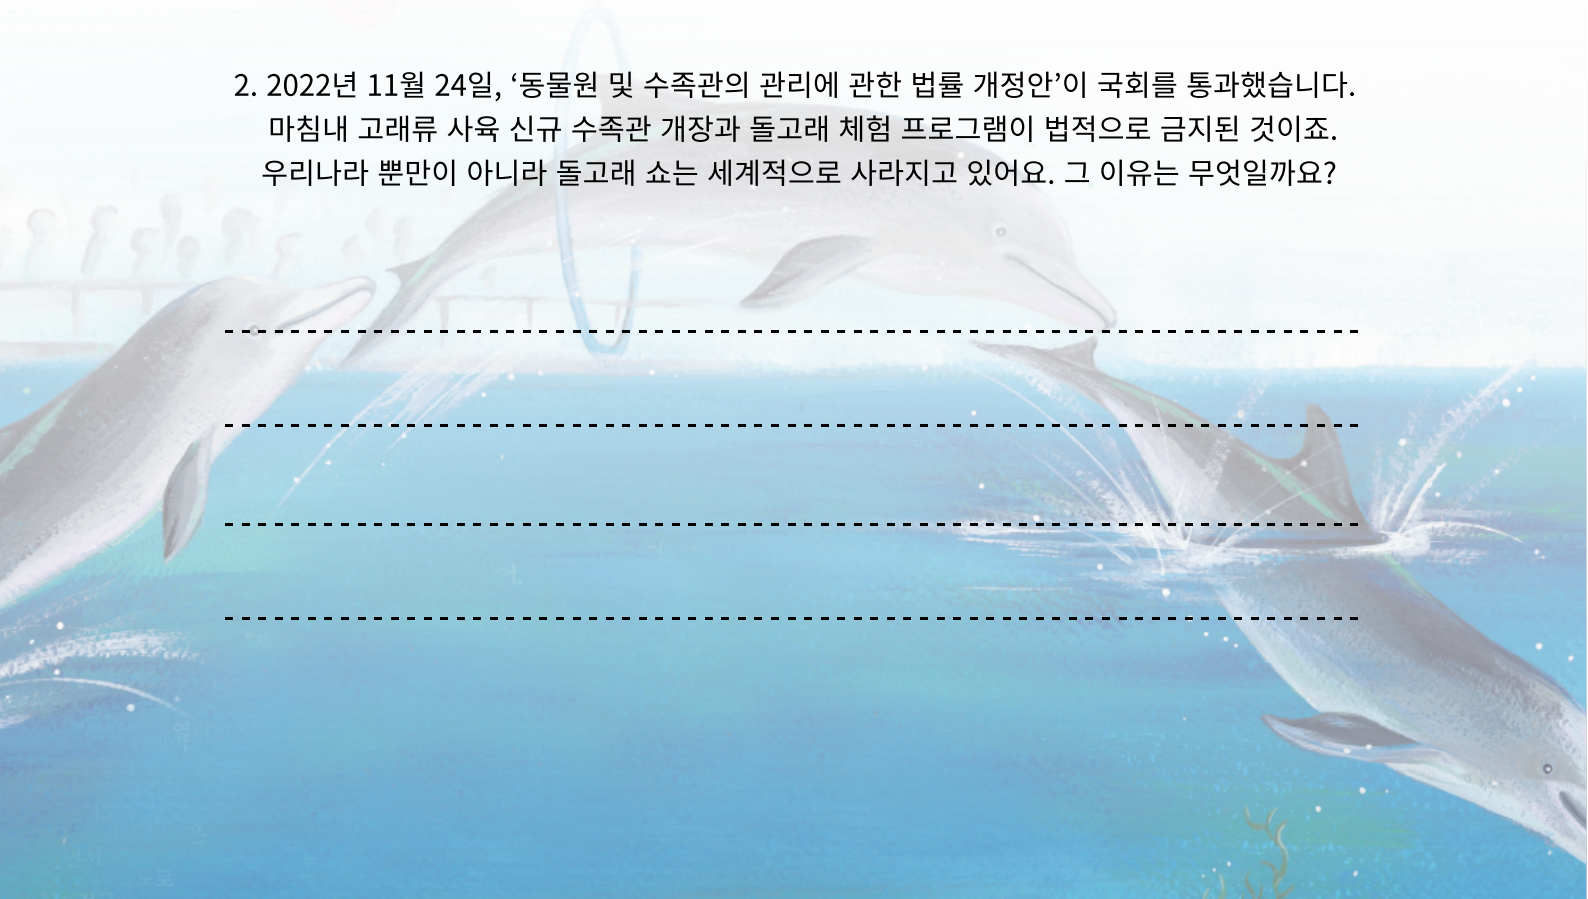 2. 2022년 11월 24일, ‘동물원 및 수족관의 관리에 관한 법률 개정안’이 국회를 통과했습니다.
마침내 고래류 사육 신규 수족관 개장과 돌고래 체험 프로그램이 법적으로 금지된 것이죠.
우리나라 뿐만이 아니라 돌고래 쇼는 세계적으로 사라지고 있어요. 그 이유는 무엇일까요?